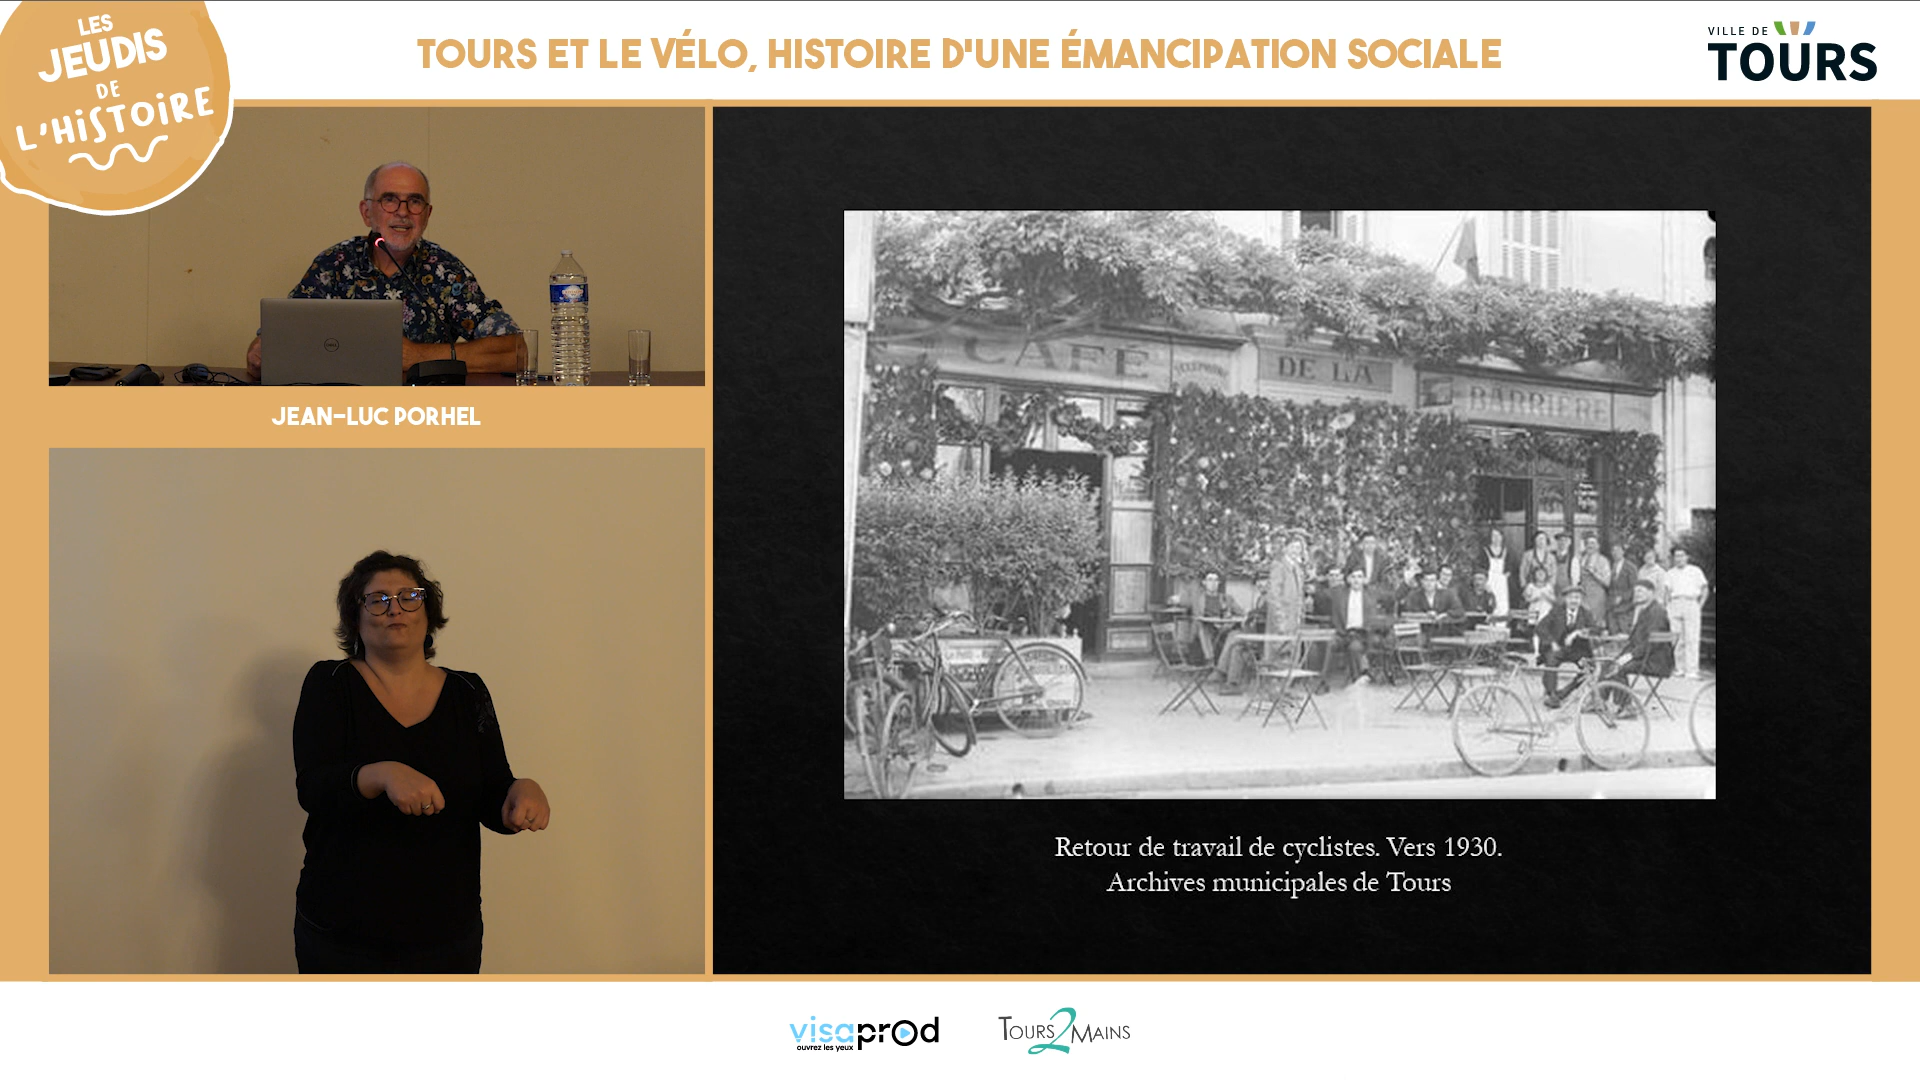 LES
JEUDIS
DE
L'HiSTOiRE
TOURS ET LE VÉLO, HISTOIRE D'UNE ÉMANCIPATION SOCIALE
VILLE DE
TOURS
JEAN-LUC PORHEL
CAFÉ
TÉLÉPHONE
DE LA
BARRIÈRE
Retour de travail de cyclistes. Vers 1930.
Archives municipales de Tours
visaprod
ouvrez les yeux
TOURS 2 MAINS